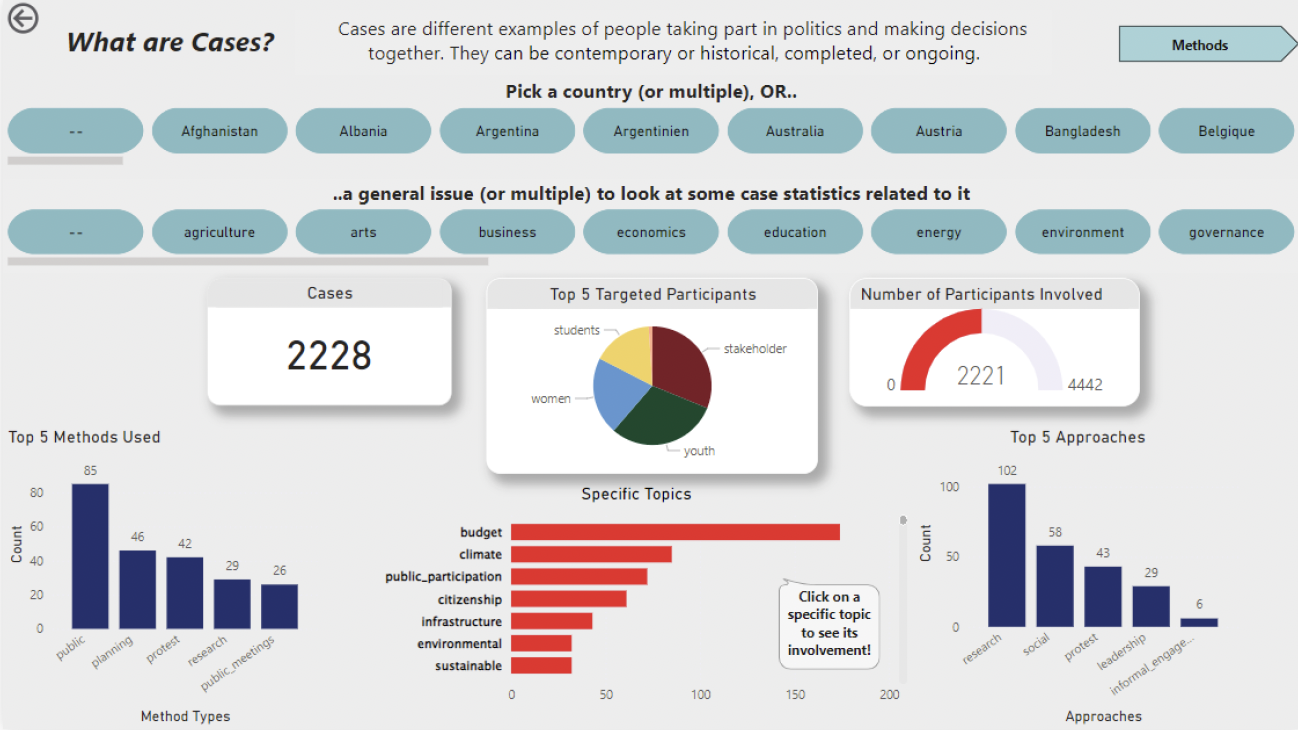 What are Cases?
Cases are different examples of people taking part in politics and making decisions
together. They can be contemporary or historical, completed, or ongoing.
Methods
Pick a country (or multiple), OR..
-- Afghanistan Albania Argentina Argentinien Australia Austria Bangladesh Belgique
..a general issue (or multiple) to look at some case statistics related to it
-- agriculture arts business economics education energy environment governance
Cases
2228
Top 5 Targeted Participants
students
stakeholder
women
youth
Number of Participants Involved
0 2221 4442
Top 5 Methods Used
Count
80
60
40
20
0
85
46
42
29
26
public
planning
protest
research
public_meetings
Method Types
Specific Topics
budget
climate
public_participation
citizenship
infrastructure
environmental
sustainable
0 50 100 150 200
Click on a
specific topic
to see its
involvement!
Top 5 Approaches
Count
100
50
0
102
58
43
29
6
research
social
protest
leadership
informal_engage...
Approaches